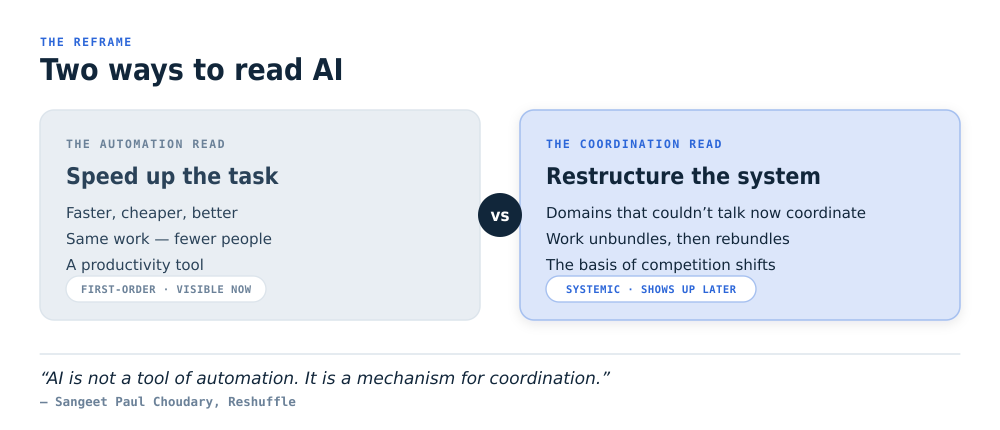 THE REFRAME
Two ways to read AI
THE AUTOMATION READ
Speed up the task
Faster, cheaper, better
Same work — fewer people
A productivity tool
FIRST-ORDER · VISIBLE NOW
vs
THE COORDINATION READ
Restructure the system
Domains that couldn’t talk now coordinate
Work unbundles, then rebundles
The basis of competition shifts
SYSTEMIC · SHOWS UP LATER
“AI is not a tool of automation. It is a mechanism for coordination.”
— Sangeet Paul Choudary, Reshuffle